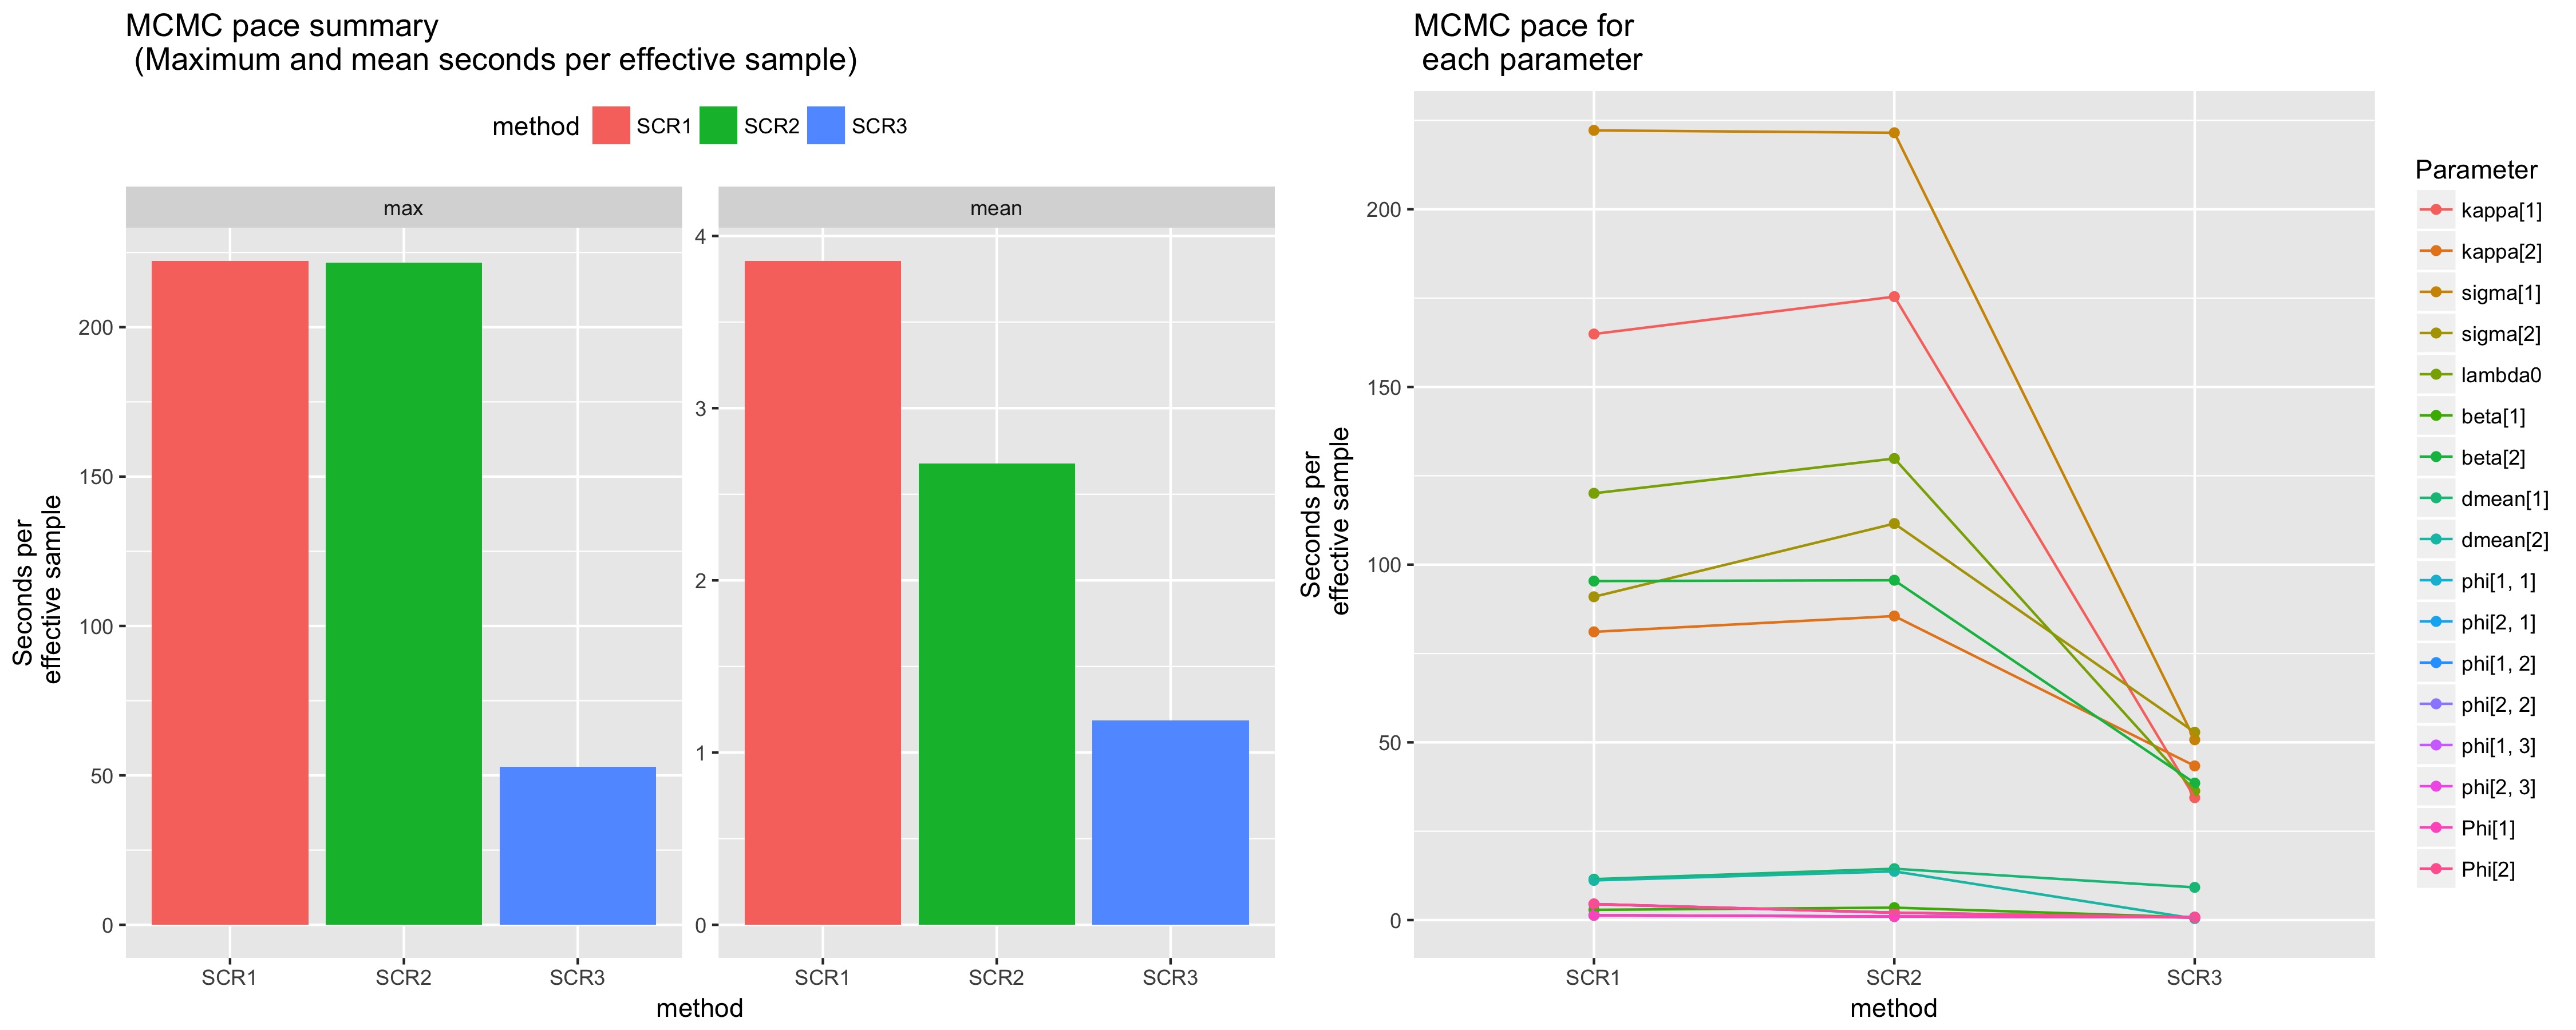 MCMC pace summary
(Maximum and mean seconds per effective sample)
method SCR1 SCR2 SCR3
max
mean
Seconds per
effective sample
200
150
100
50
0
4
3
2
1
0
SCR1 SCR2 SCR3
SCR1 SCR2 SCR3
method
MCMC pace for
each parameter
Seconds per
effective sample
200
150
100
50
0
SCR1 SCR2 SCR3
method
Parameter
kappa[1]
kappa[2]
sigma[1]
sigma[2]
lambda0
beta[1]
beta[2]
dmean[1]
dmean[2]
phi[1, 1]
phi[2, 1]
phi[1, 2]
phi[2, 2]
phi[1, 3]
phi[2, 3]
Phi[1]
Phi[2]